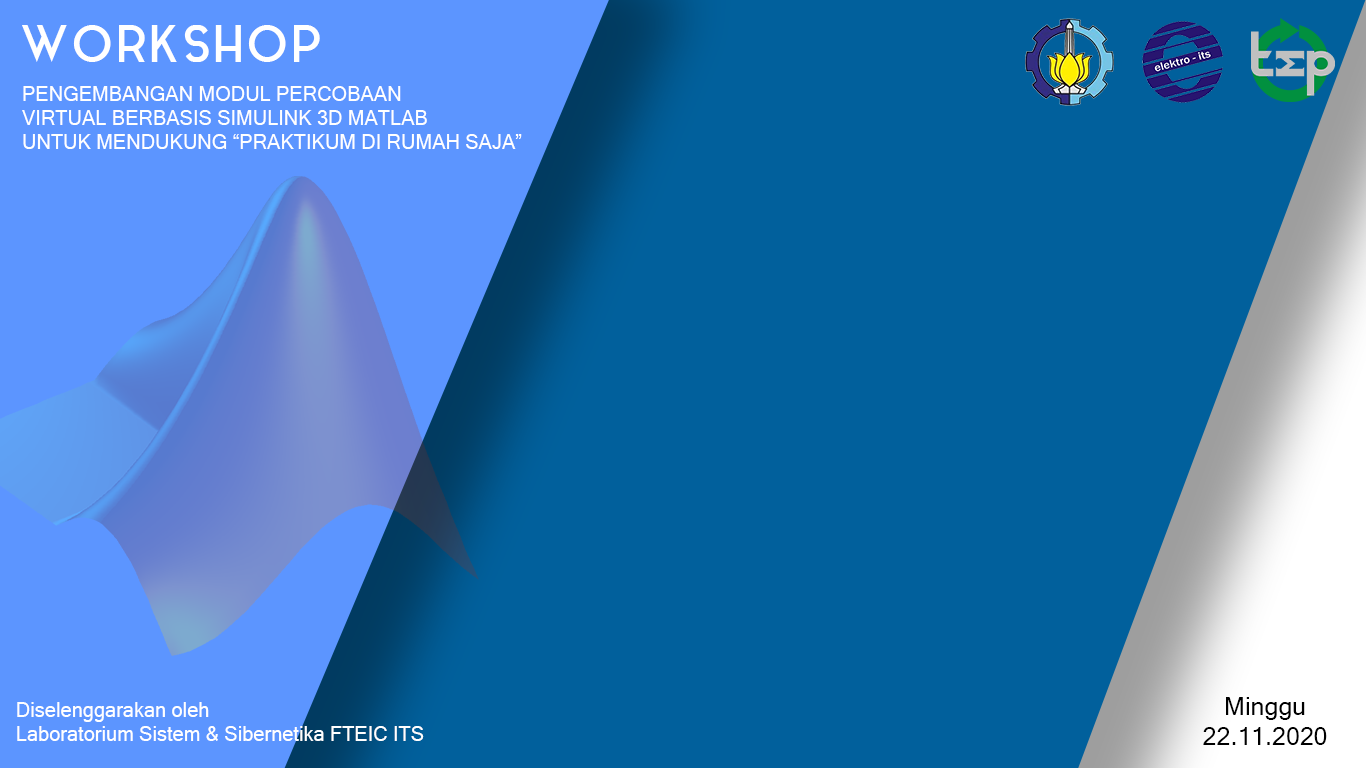 WORKSHOP
PENGEMBANGAN MODUL PERCOBAAN
VIRTUAL BERBASIS SIMULINK 3D MATLAB
UNTUK MENDUKUNG “PRAKTIKUM DI RUMAH SAJA”
elektro - its
tƩp
Diselenggarakan oleh
Laboratorium Sistem & Sibernetika FTEIC ITS
Minggu
22.11.2020